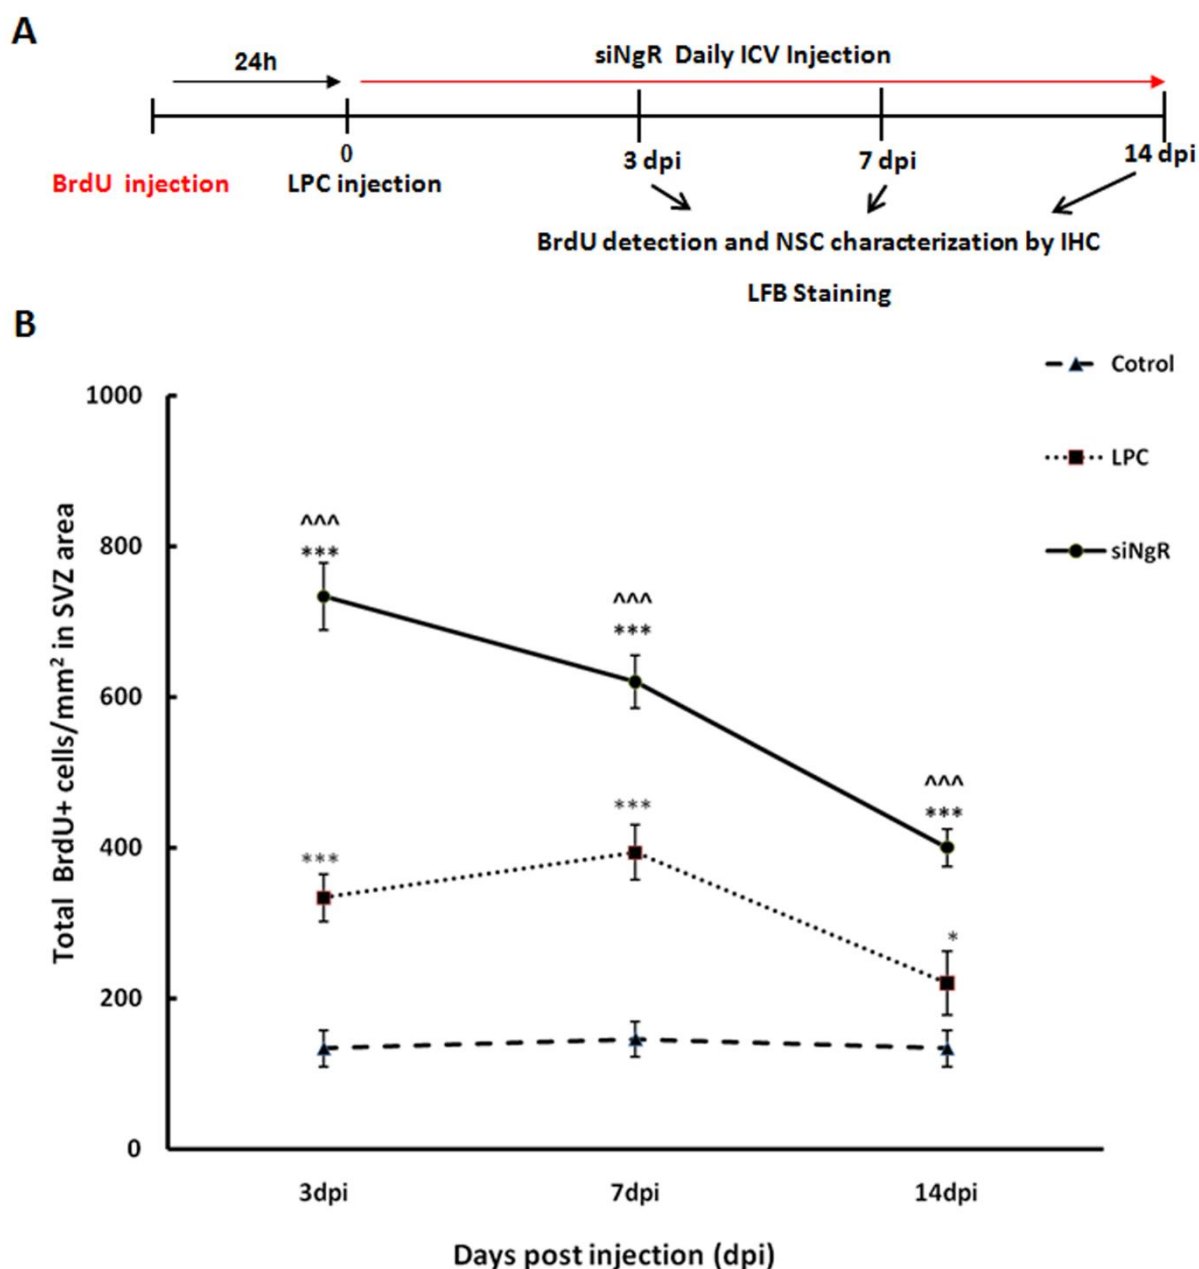 A
24h
siNgR Daily ICV Injection
0
3 dpi
7 dpi
14 dpi
BrdU injection
LPC injection
BrdU detection and NSC characterization by IHC
LFB Staining
B
Cotrol
LPC
siNgR
1000
800
600
400
200
0
^^^
***
^^^
***
^^^
***
***
***
*
Total BrdU+ cells/mm² in SVZ area
3dpi
7dpi
14dpi
Days post injection (dpi)